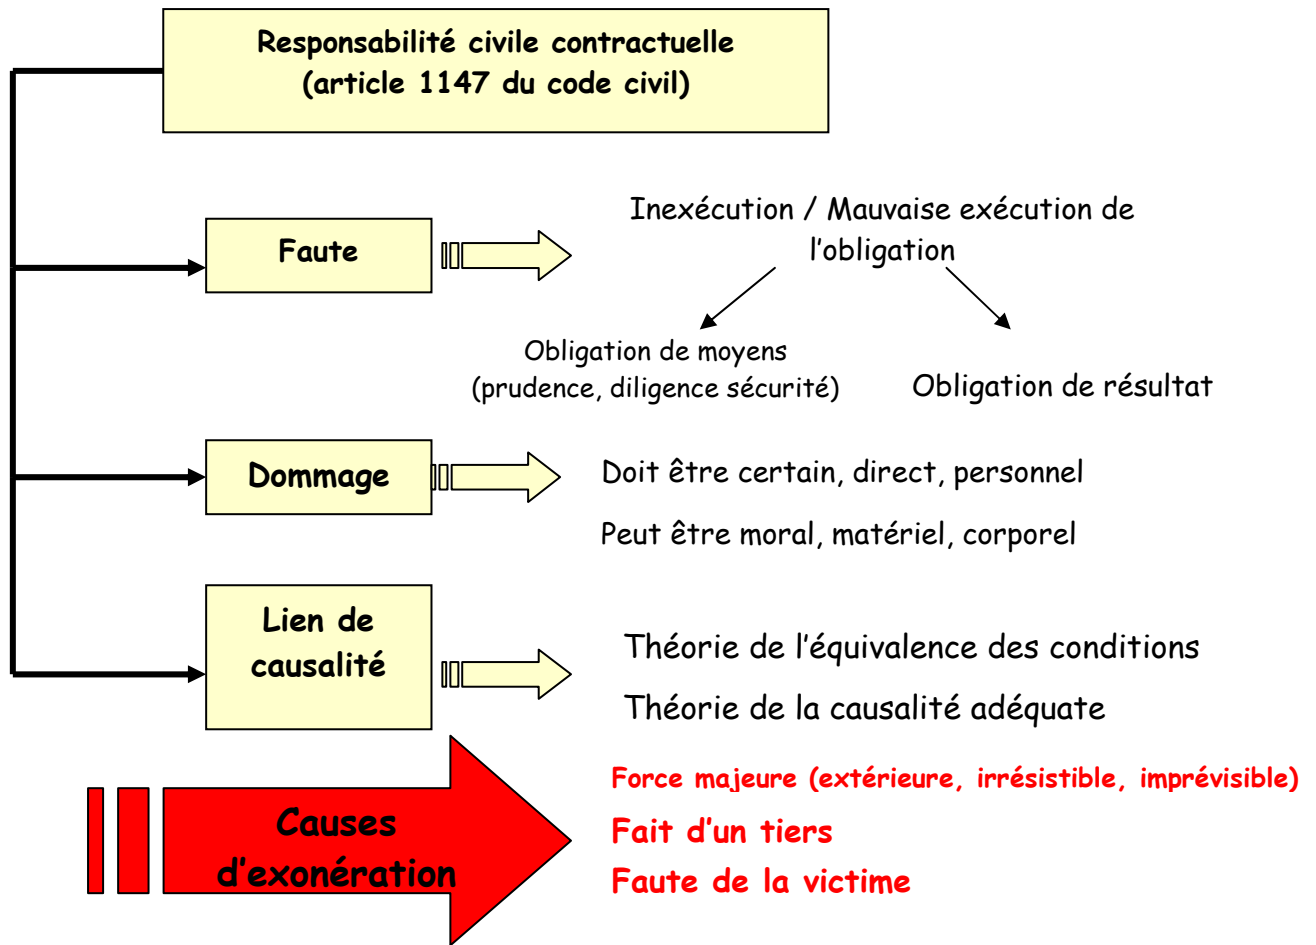 Responsabilité civile contractuelle
(article 1147 du code civil)
Faute
Inexécution / Mauvaise exécution de
l'obligation
Obligation de moyens
(prudence, diligence sécurité)
Obligation de résultat
Dommage
Doit être certain, direct, personnel
Peut être moral, matériel, corporel
Lien de
causalité
Théorie de l'équivalence des conditions
Théorie de la causalité adéquate
Causes
d'exonération
Force majeure (extérieure, irrésistible, imprévisible)
Fait d'un tiers
Faute de la victime